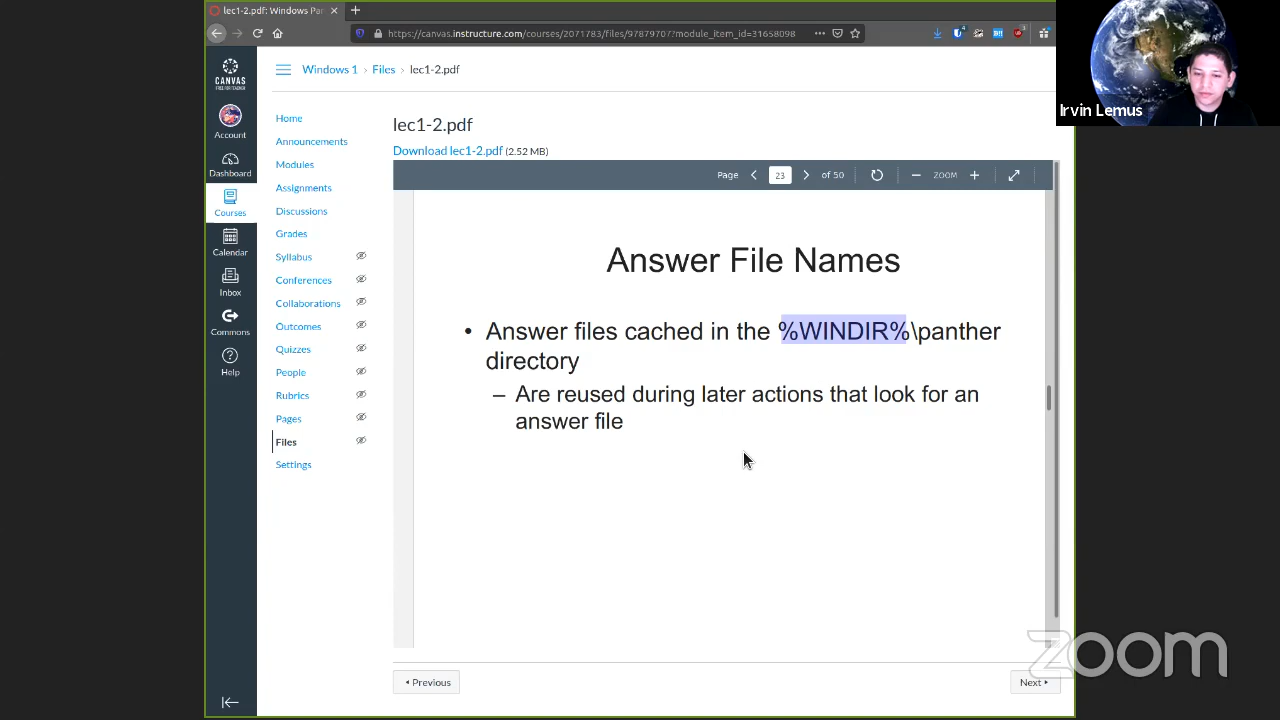 lec1-2.pdf: Windows Par
https://canvas.instructure.com/courses/2071783/files/97879707?module_item_id=31658098
Irvin Lemus
CANVAS
FREE FOR TEACHER
Account
Dashboard
Courses
Calendar
Inbox
Commons
Help
Windows 1 › Files › lec1-2.pdf
Home
Announcements
Modules
Assignments
Discussions
Grades
Syllabus
Conferences
Collaborations
Outcomes
Quizzes
People
Rubrics
Pages
Files
Settings
lec1-2.pdf
Download lec1-2.pdf (2.52 MB)
Page 23 of 50 ZOOM
Answer File Names
• Answer files cached in the %WINDIR%\panther
directory
– Are reused during later actions that look for an
answer file
Previous
Next
zoom